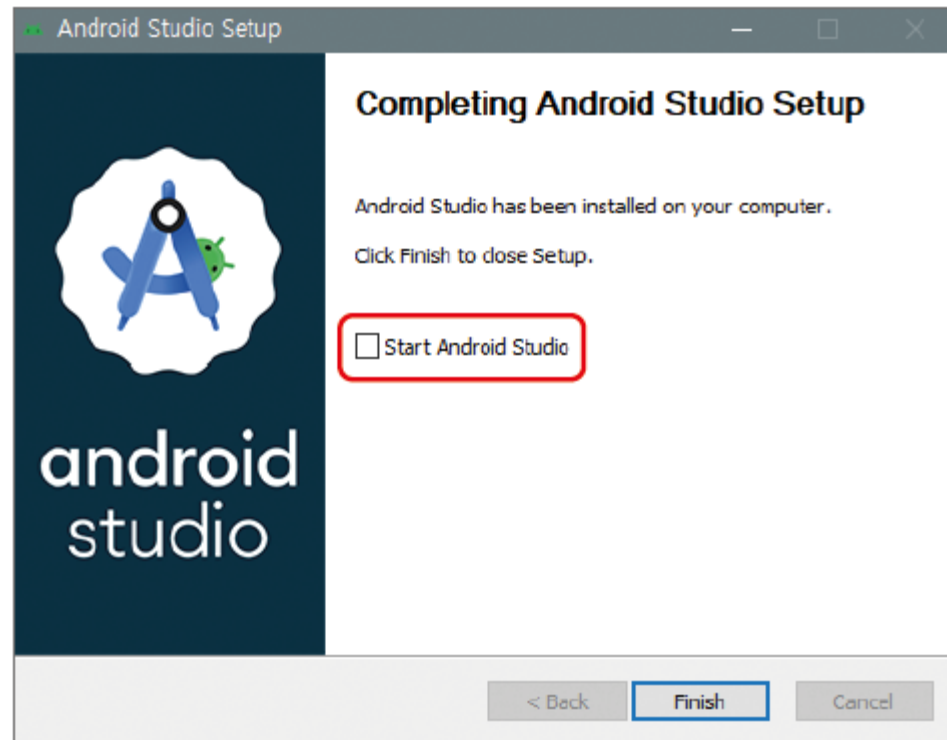 Android Studio Setup
Completing Android Studio Setup
Android Studio has been installed on your computer.
Click Finish to close Setup.
Start Android Studio
android
studio
< Back
Finish
Cancel